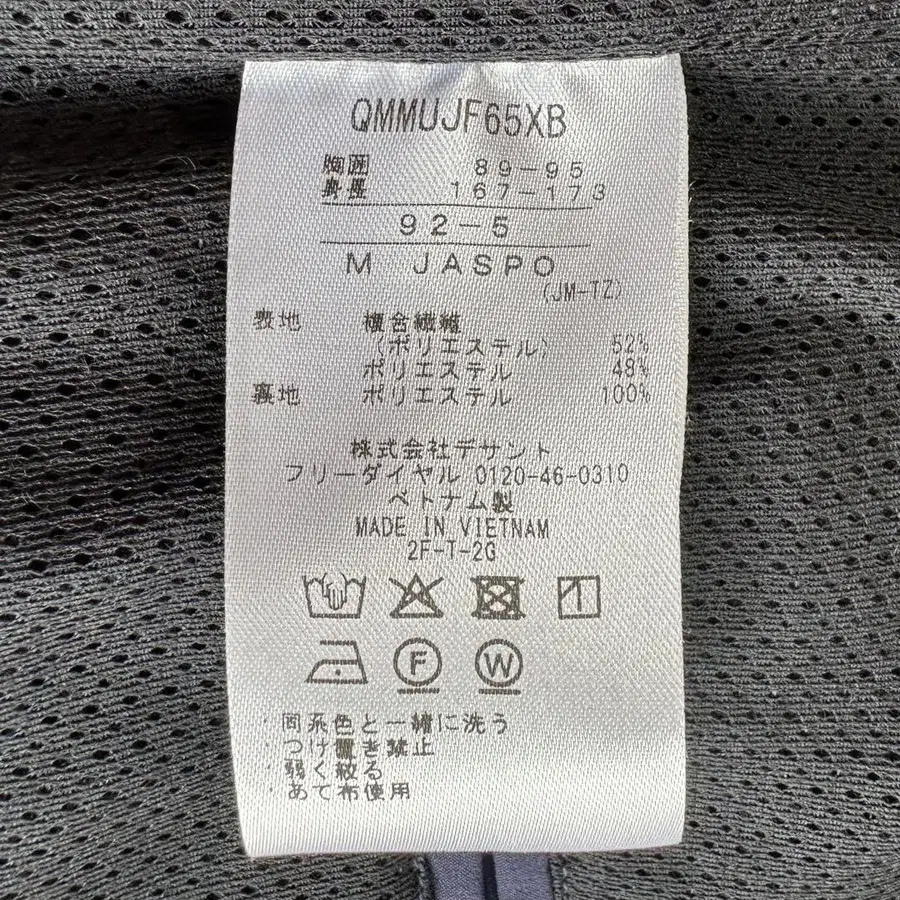 QMMUJF65XB
胸囲 89-95
身長 167-173
92-5
M JASPO
(JM-TZ)
表地 複合繊維
(ポリエステル) 52%
ポリエステル 48%
裏地 ポリエステル 100%
株式会社デサント
フリーダイヤル 0120-46-0310
ベトナム製
MADE IN VIETNAM
2F-T-2G
F W
・同系色と一緒に洗う
・つけ置き禁止
・弱く絞る
・あて布使用